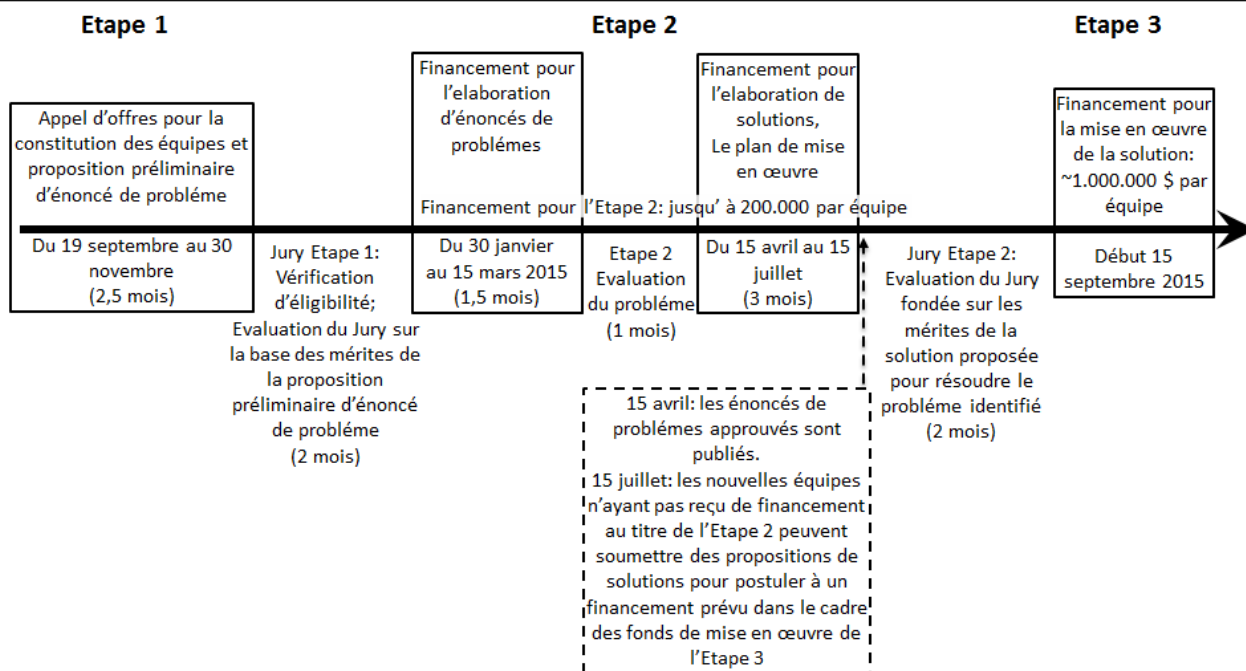 Etape 1
Etape 2
Etape 3
Appel d'offres pour la
constitution des équipes et
proposition préliminaire
d'énoncé de probléme
Du 19 septembre au 30
novembre
(2,5 mois)
Jury Etape 1:
Vérification
d'éligibilité;
Evaluation du Jury sur
la base des mérites de
la proposition
préliminaire d'énoncé
de probléme
(2 mois)
Financement pour
l'elaboration
d'énoncés de
problémes
Financement pour l'Etape 2: jusqu' à 200.000 par équipe
Du 30 janvier
au 15 mars 2015
(1,5 mois)
Etape 2
Evaluation
du probléme
(1 mois)
Financement pour
l'elaboration de
solutions,
Le plan de mise
en œuvre
Du 15 avril au 15
juillet
(3 mois)
15 avril: les énoncés de
problémes approuvés sont
publiés.
15 juillet: les nouvelles équipes
n'ayant pas reçu de financement
au titre de l'Etape 2 peuvent
soumettre des propositions de
solutions pour postuler à un
financement prévu dans le cadre
des fonds de mise en œuvre de
l'Etape 3
Jury Etape 2:
Evaluation du Jury
fondée sur les
mérites de la
solution proposée
pour résoudre le
probléme identifié
(2 mois)
Financement pour
la mise en œuvre
de la solution:
~1.000.000 $ par
équipe
Début 15
septembre 2015